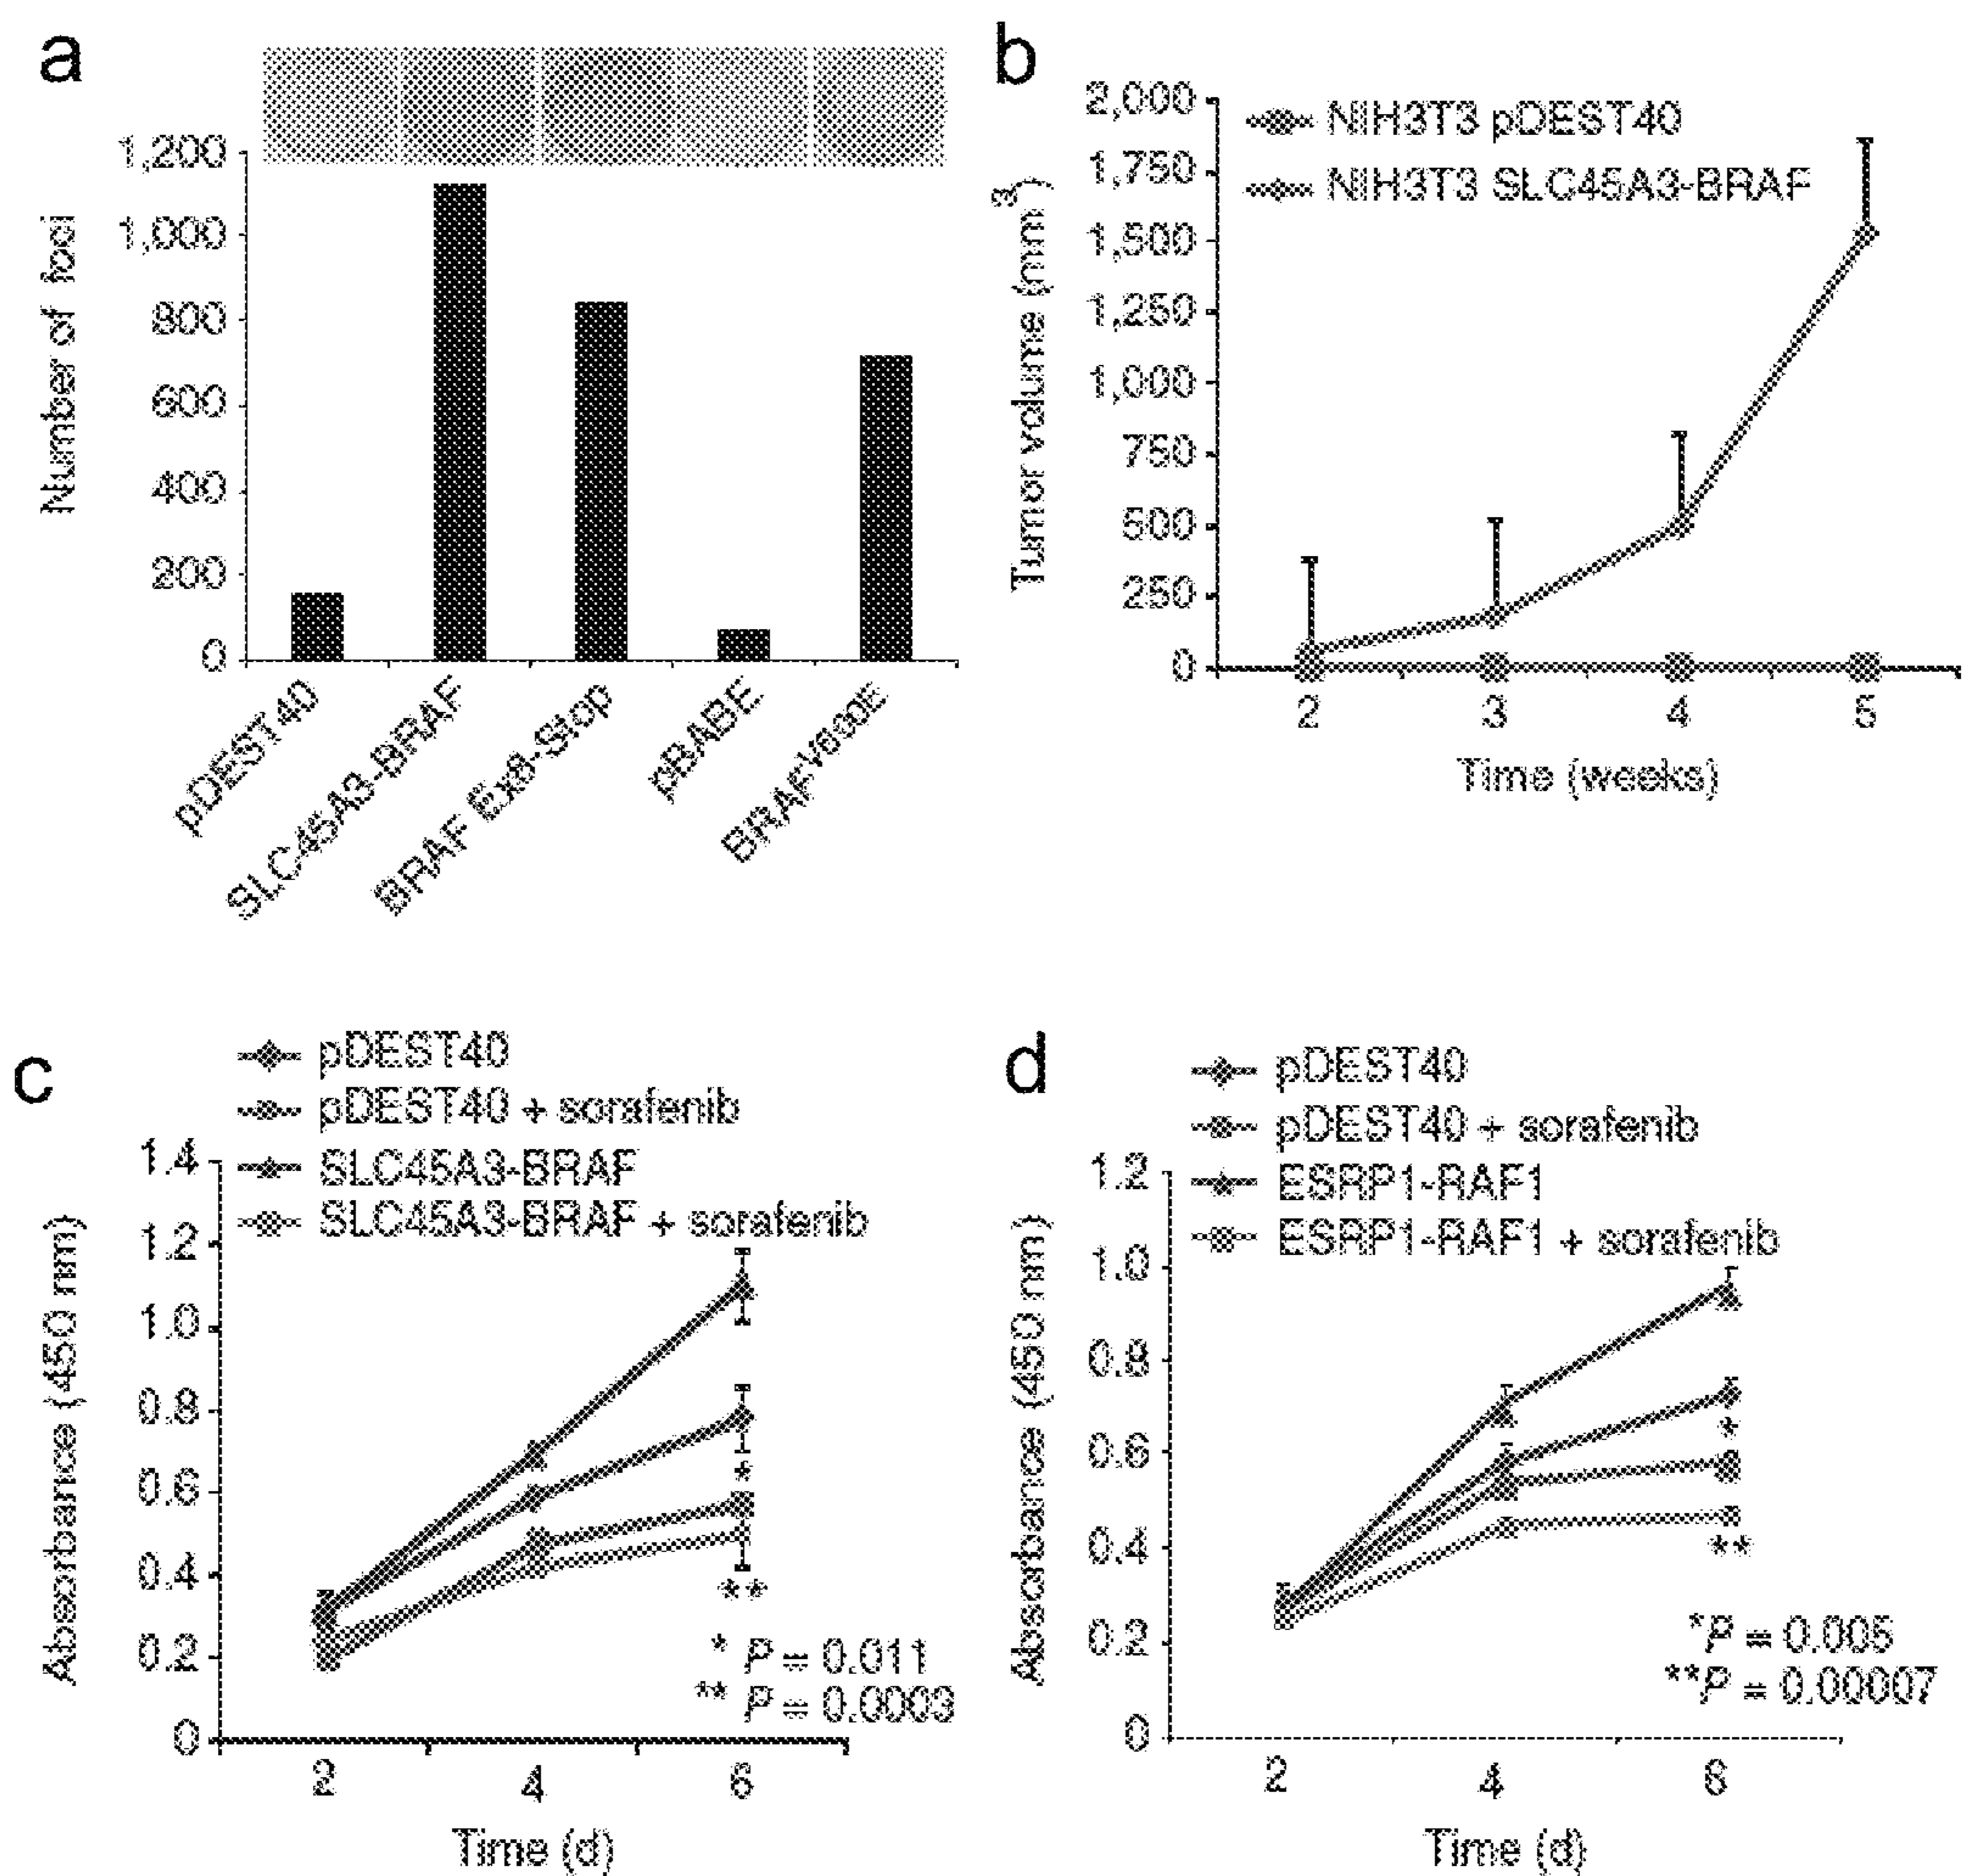 a
1,200
1,000
800
600
400
200
0
Number of foci
pDEST40
SLC45A3-BRAF
BRAF Ex8-Stop
pBABE
BRAFV600E
b
2,000
1,750
1,500
1,250
1,000
750
500
250
0
Tumor volume (mm3)
NIH3T3 pDEST40
NIH3T3 SLC45A3-BRAF
2 3 4 5
Time (weeks)
c
pDEST40
pDEST40 + sorafenib
SLC45A3-BRAF
SLC45A3-BRAF + sorafenib
1.4
1.2
1.0
0.8
0.6
0.4
0.2
0
Absorbance (450 nm)
*
**
* P = 0.011
** P = 0.0003
2 4 6
Time (d)
d
pDEST40
pDEST40 + sorafenib
ESRP1-RAF1
ESRP1-RAF1 + sorafenib
1.2
1.0
0.8
0.6
0.4
0.2
0
Absorbance (450 nm)
*
**
*P = 0.005
**P = 0.00007
2 4 6
Time (d)